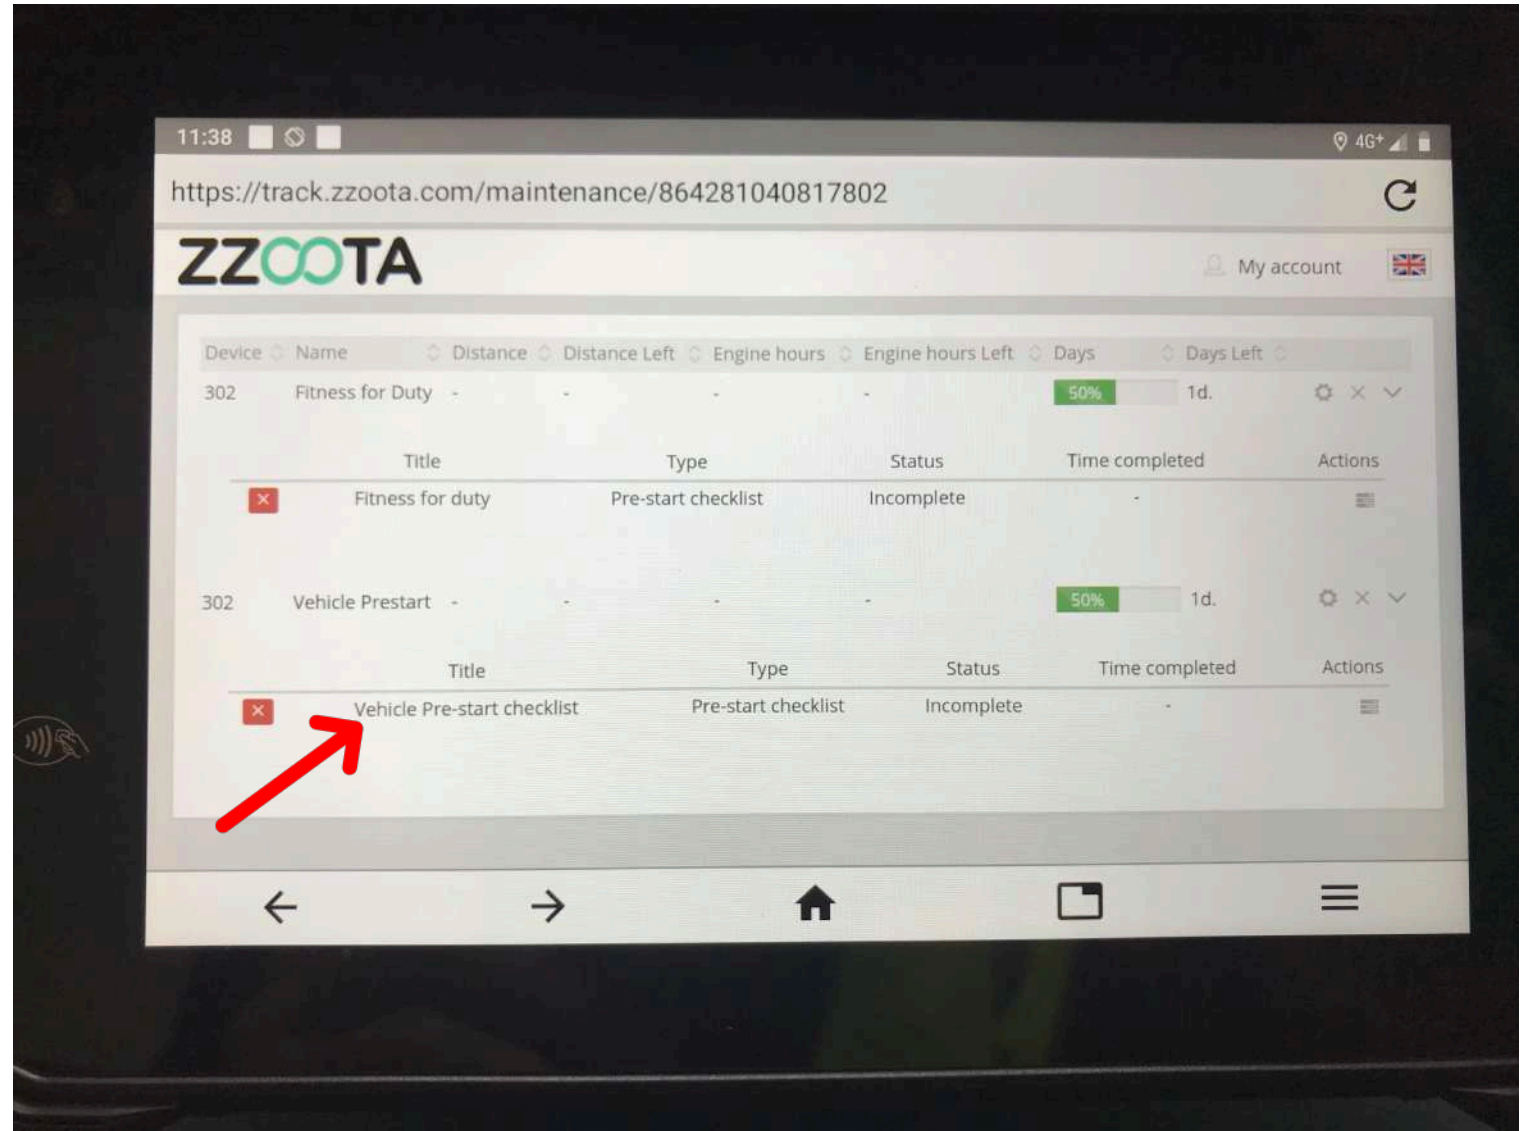 11:38 4G+
https://track.zzoota.com/maintenance/864281040817802
ZZOOTA My account
Device Name Distance Distance Left Engine hours Engine hours Left Days Days Left
302 Fitness for Duty - - - - 50% 1d.
Title Type Status Time completed Actions
Fitness for duty Pre-start checklist Incomplete -
302 Vehicle Prestart - - - - 50% 1d.
Title Type Status Time completed Actions
Vehicle Pre-start checklist Pre-start checklist Incomplete -